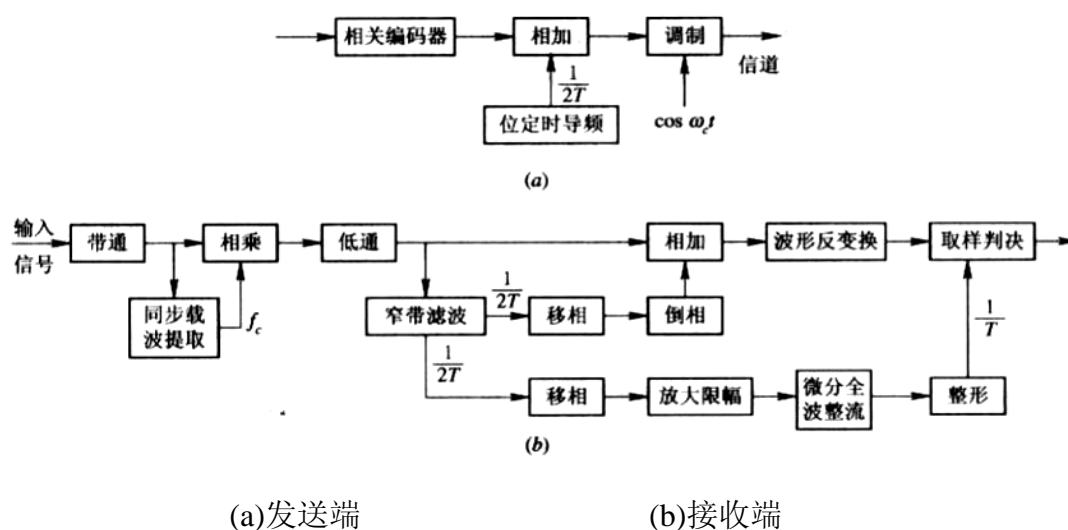 相关编码器
相加
调制
信道
1/2T
位定时导频
cos ω_c t
(a)
输入
信号
带通
相乘
低通
相加
波形反变换
取样判决
同步载
波提取
f_c
窄带滤波
1/2T
移相
倒相
1/T
1/2T
移相
放大限幅
微分全
波整流
整形
(b)
(a)发送端
(b)接收端